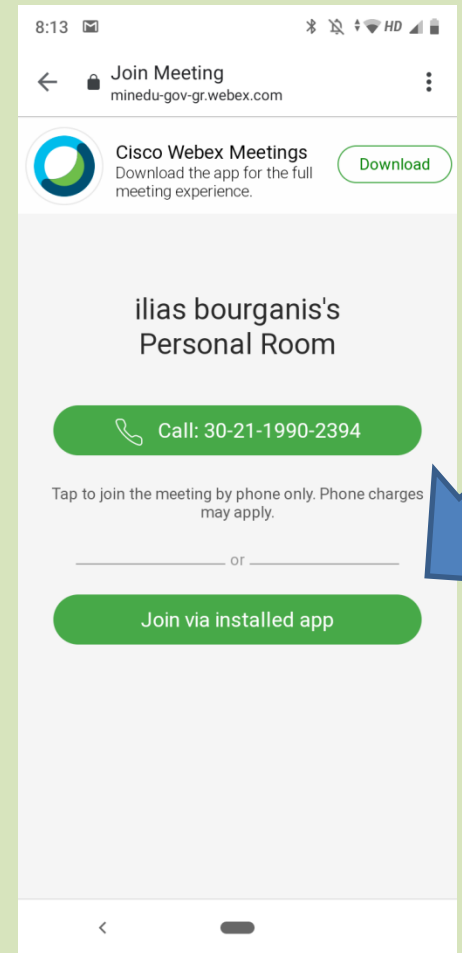 8:13
HD
Join Meeting
minedu-gov-gr.webex.com
Cisco Webex Meetings
Download the app for the full
meeting experience.
Download
ilias bourganis's
Personal Room
Call: 30-21-1990-2394
Tap to join the meeting by phone only. Phone charges
may apply.
or
Join via installed app